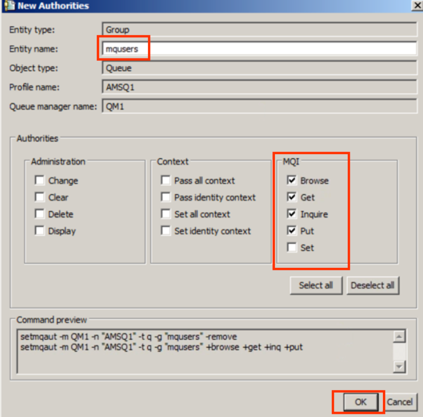 New Authorities
Entity type: Group
Entity name: mqusers
Object type: Queue
Profile name: AMSQ1
Queue manager name: QM1
Authorities
Administration Context MQI
Change Pass all context Browse
Clear Pass identity context Get
Delete Set all context Inquire
Display Set identity context Put
Set
Select all Deselect all
Command preview
setmqaut -m QM1 -n "AMSQ1" -t q -g "mqusers" -remove
setmqaut -m QM1 -n "AMSQ1" -t q -g "mqusers" +browse +get +inq +put
OK Cancel